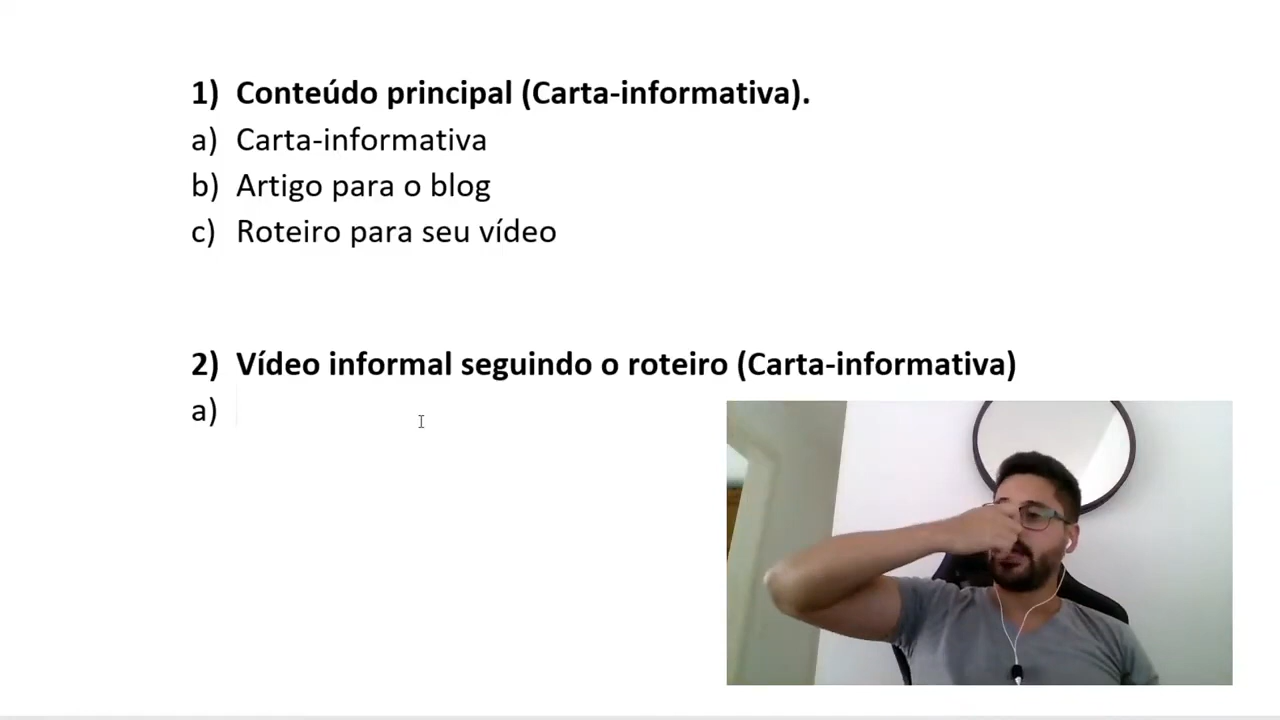 1) Conteúdo principal (Carta-informativa).
a) Carta-informativa
b) Artigo para o blog
c) Roteiro para seu vídeo
2) Vídeo informal seguindo o roteiro (Carta-informativa)
a)